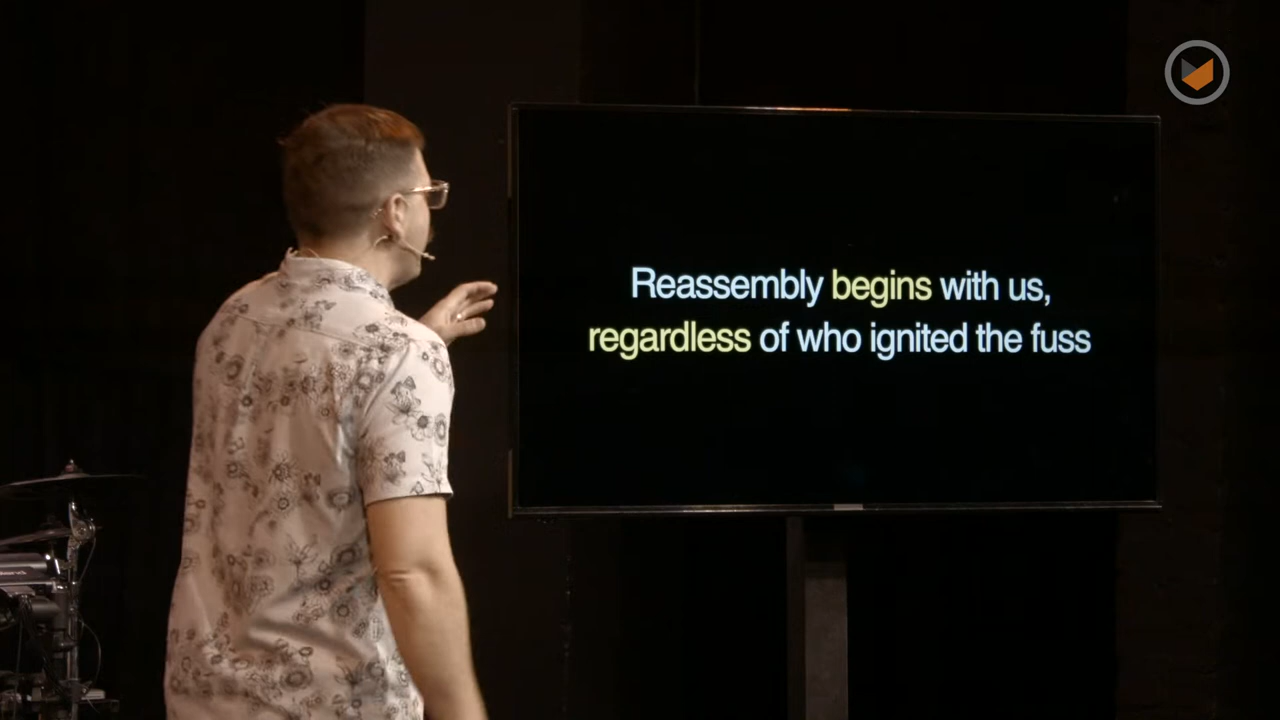 Reassembly begins with us,
regardless of who ignited the fuss